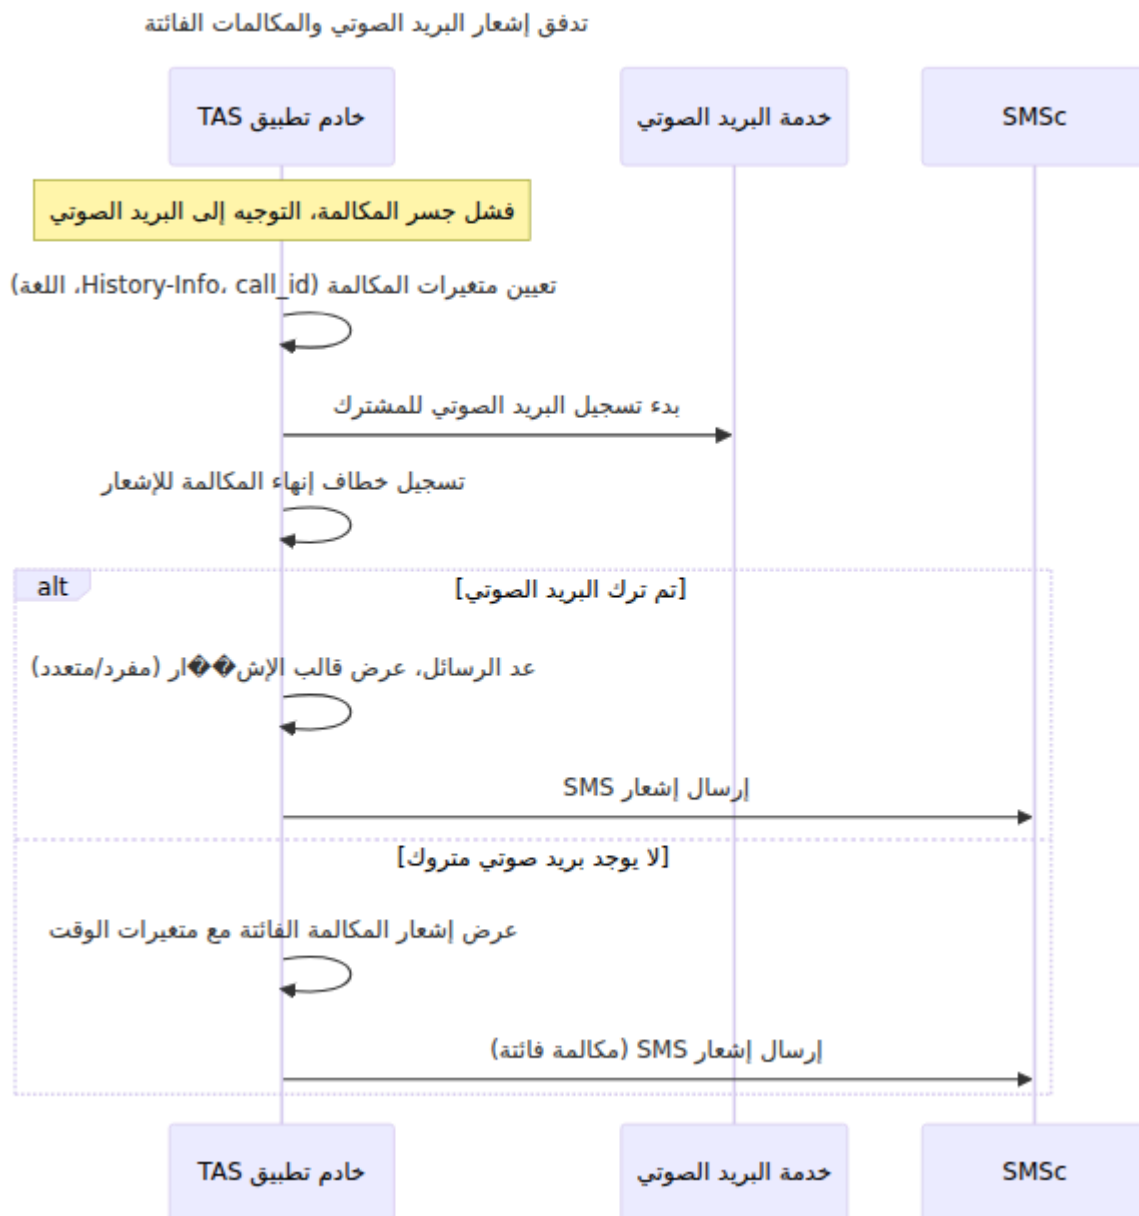 تدفق إشعار البريد الصوتي والمكالمات الفائتة
خادم تطبيق TAS
خدمة البريد الصوتي
SMSc
فشل جسر المكالمة، التوجيه إلى البريد الصوتي
تعيين متغيرات المكالمة (History-Info، call_id، اللغة)
بدء تسجيل البريد الصوتي للمشترك
تسجيل خطاف إنهاء المكالمة للإشعار
alt
[تم ترك البريد الصوتي]
عد الرسائل، عرض قالب الإش��ار (مفرد/متعدد)
إرسال إشعار SMS
[لا يوجد بريد صوتي متروك]
عرض إشعار المكالمة الفائتة مع متغيرات الوقت
إرسال إشعار SMS (مكالمة فائتة)
خادم تطبيق TAS
خدمة البريد الصوتي
SMSc